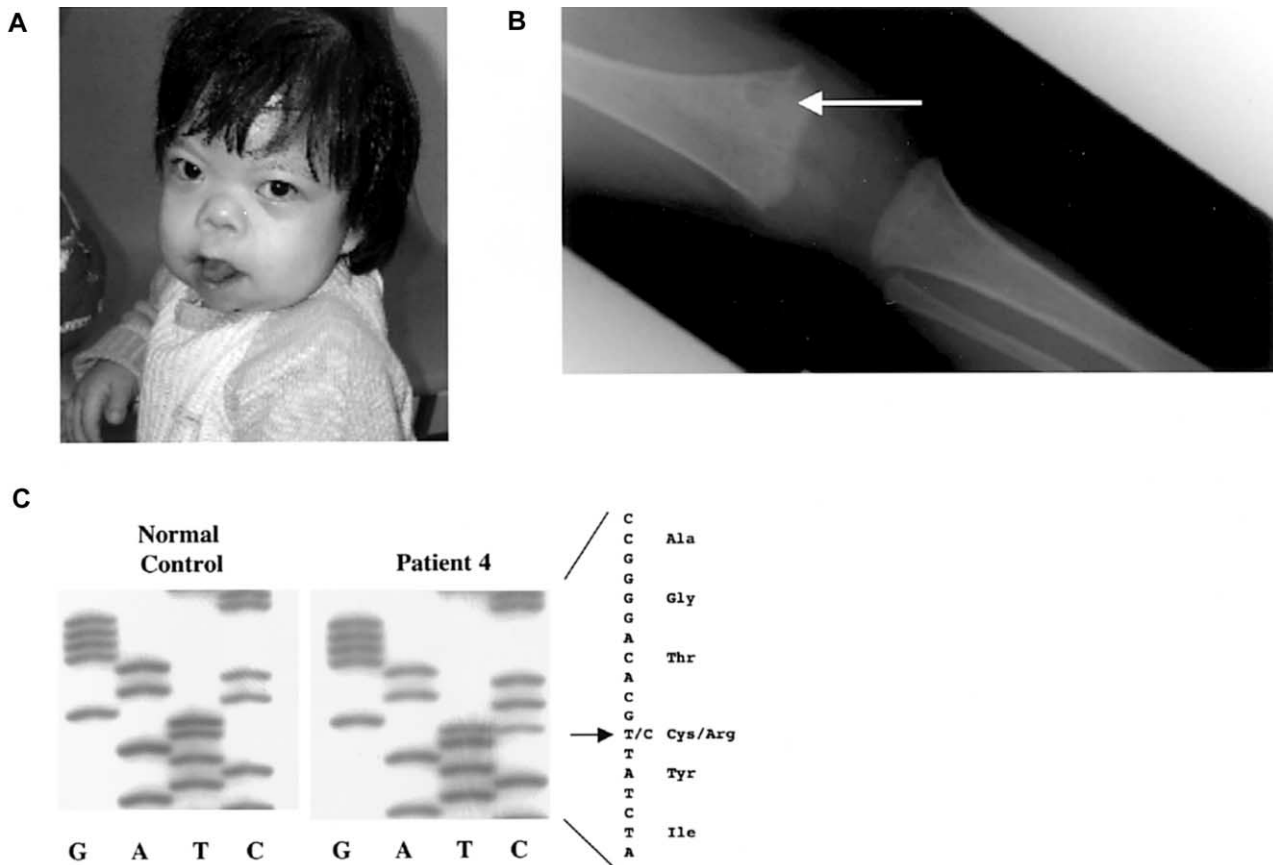 A
B
C
Normal
Control
Patient 4
G A T C
G A T C
C
C Ala
G
G
G Gly
G
A
C Thr
A
C
G
T/C Cys/Arg
T
A Tyr
T
C
T Ile
A